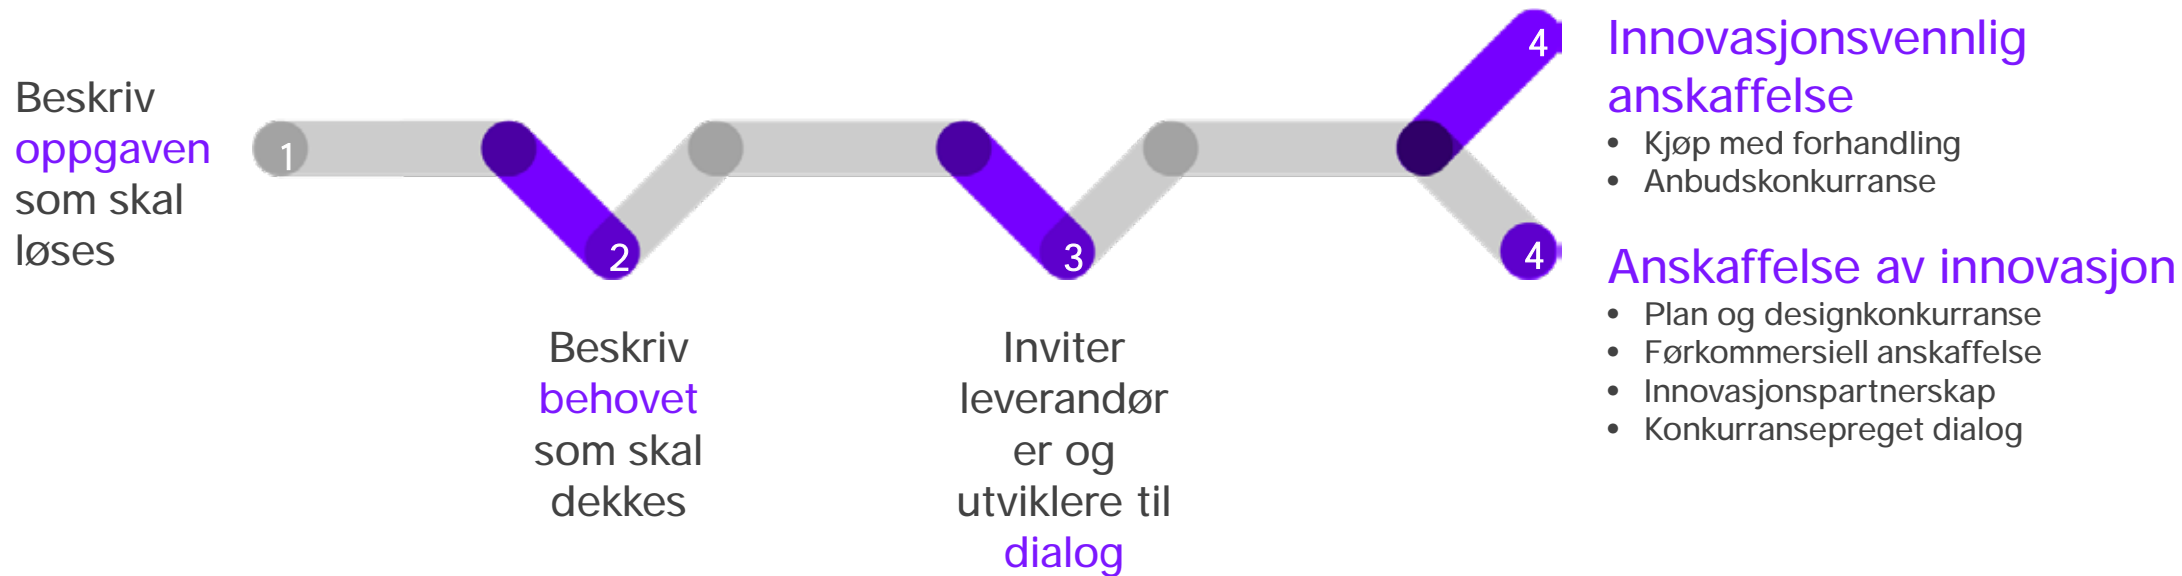 Beskriv
oppgaven
som skal
løses
1
2
Beskriv
behovet
som skal
dekkes
3
Inviter
leverandør
er og
utviklere til
dialog
4
Innovasjonsvennlig
anskaffelse
• Kjøp med forhandling
• Anbudskonkurranse
4
Anskaffelse av innovasjon
• Plan og designkonkurranse
• Førkommersiell anskaffelse
• Innovasjonspartnerskap
• Konkurransepreget dialog